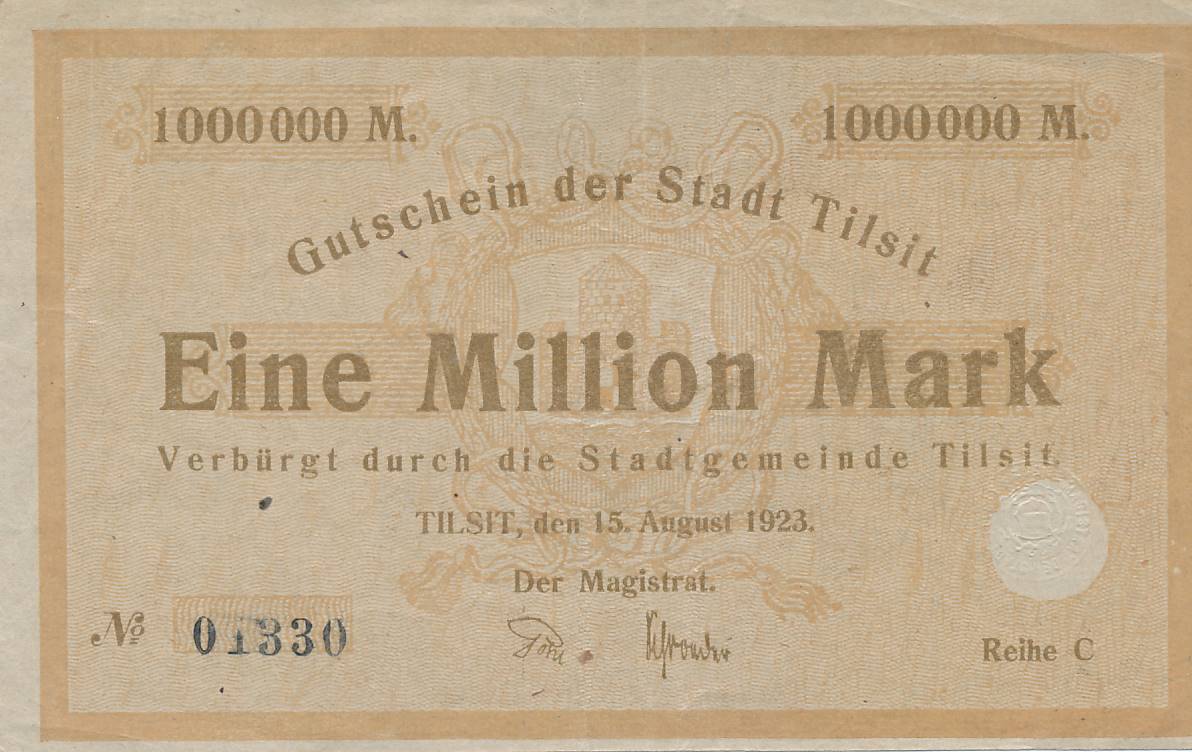 1000000 M. 1000000 M.
Gutschein der Stadt Tilsit
Eine Million Mark
Verbürgt durch die Stadtgemeinde Tilsit.
TILSIT, den 15. August 1923.
Der Magistrat.
No 01330
Schroeder
Reihe C